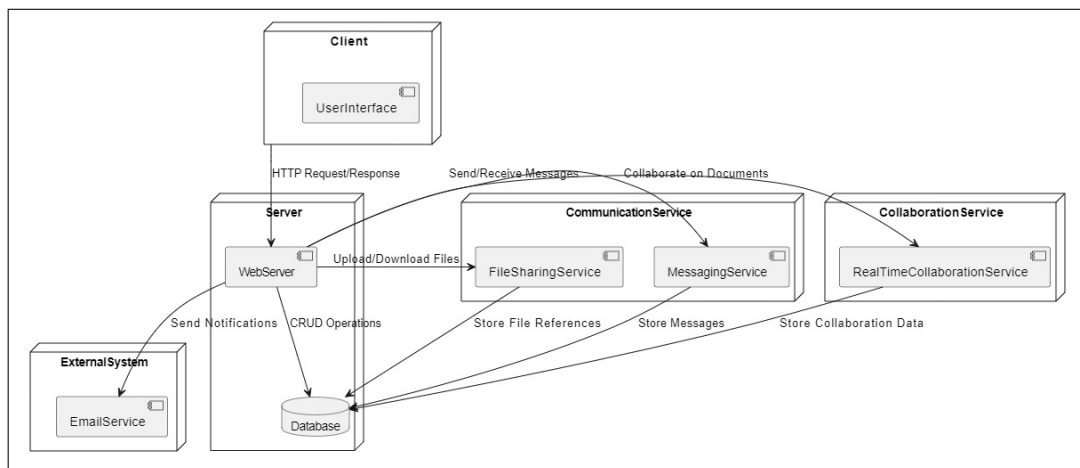 Client
UserInterface
HTTP Request/Response
Send/Receive Messages
Collaborate on Documents
Server
CommunicationService
CollaborationService
WebServer
Upload/Download Files
FileSharingService
MessagingService
RealTimeCollaborationService
Send Notifications
CRUD Operations
Store File References
Store Messages
Store Collaboration Data
ExternalSystem
EmailService
Database